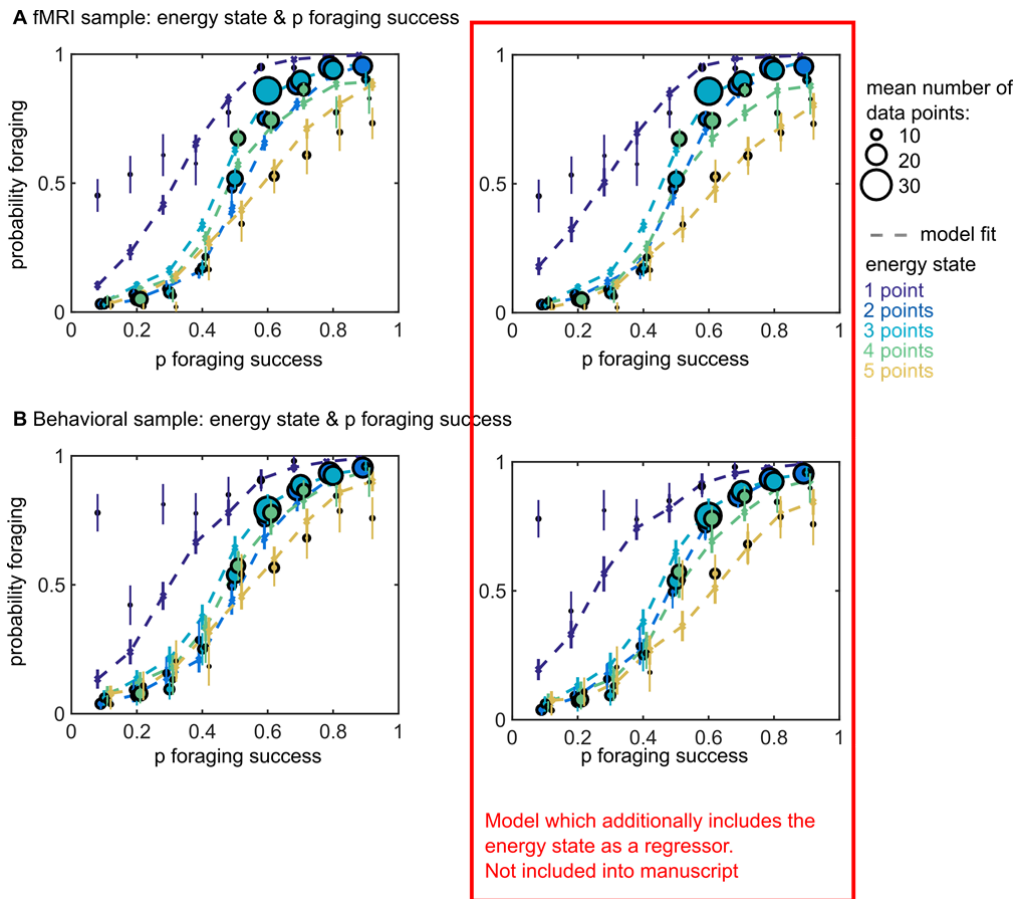 A fMRI sample: energy state & p foraging success
1
0.5
0
probability foraging
0 0.2 0.4 0.6 0.8 1
p foraging success
1
0.5
0
0 0.2 0.4 0.6 0.8 1
p foraging success
mean number of
data points:
10
20
30
model fit
energy state
1 point
2 points
3 points
4 points
5 points
B Behavioral sample: energy state & p foraging success
1
0.5
0
probability foraging
0 0.2 0.4 0.6 0.8 1
p foraging success
1
0.5
0
0 0.2 0.4 0.6 0.8 1
p foraging success
Model which additionally includes the
energy state as a regressor.
Not included into manuscript